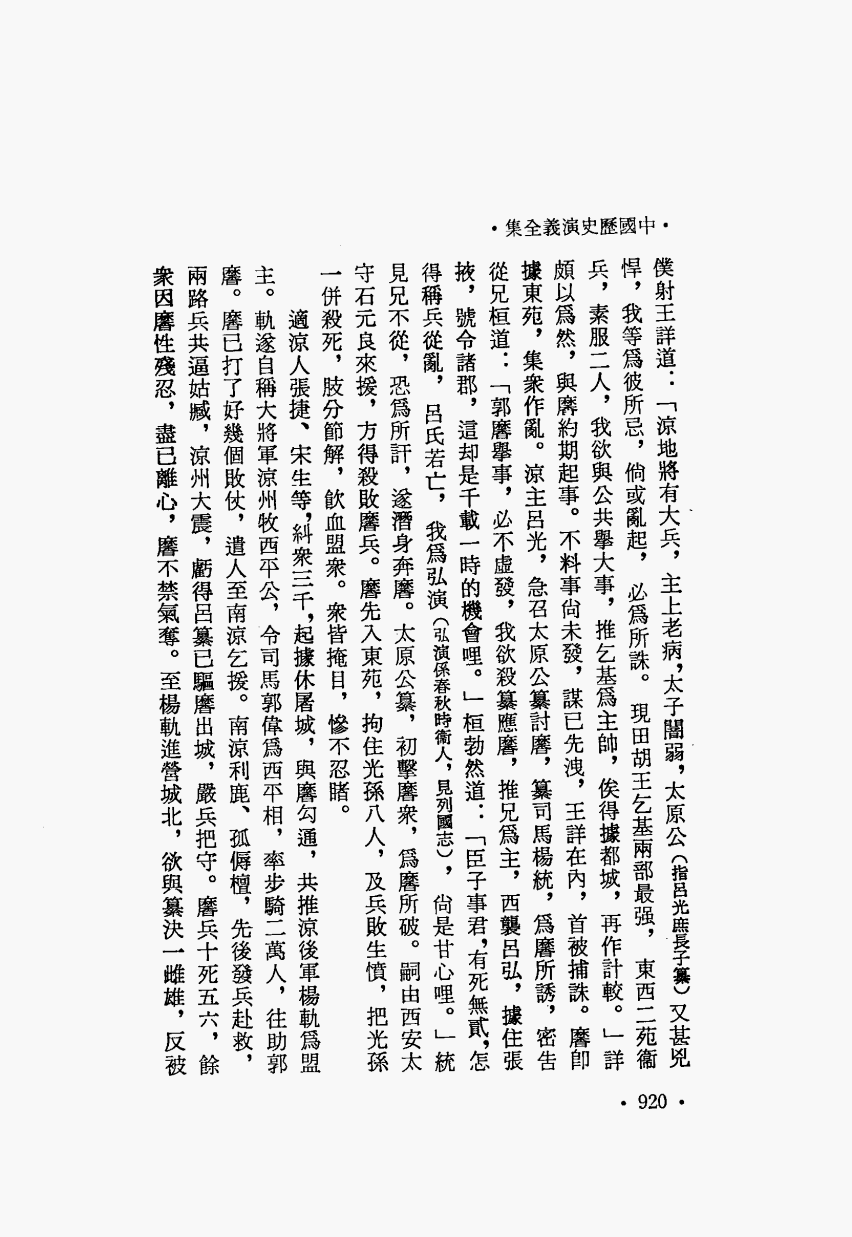 •中國歷史演義全集•
僕射王詳道：「涼地將有大兵，主上老病，太子闇弱，太原公（指呂光庶長子纂）又甚兇
悍，我等爲彼所忌，倘或亂起，必爲所誅。現田胡王乞基兩部最强，東西二苑衞
兵，素服二人，我欲與公共舉大事，推乞基爲主帥，俟得據都城，再作計較。」詳
頗以爲然，與黁約期起事。不料事尙未發，謀已先洩，王詳在內，首被捕誅。黁卽
據東苑，集衆作亂。涼主呂光，急召太原公纂討黁，纂司馬楊統，爲黁所誘，密吿
從兄桓道：「郭黁舉事，必不虛發，我欲殺纂應黁，推兄爲主，西襲呂弘，據住張
掖，號令諸郡，這却是千載一時的機會哩。」桓勃然道：「臣子事君，有死無貳，怎
得稱兵從亂，呂氏若亡，我爲弘演（弘演係春秋時衞人，見列國志），尙是甘心哩。」統
見兄不從，恐爲所訐，遂潛身奔黁。太原公纂，初擊黁衆，爲黁所破。嗣由西安太
守石元良來援，方得殺敗黁兵。黁先入東苑，拘住光孫八人，及兵敗生憤，把光孫
一併殺死，肢分節解，飲血盟衆。衆皆掩目，慘不忍睹。
適涼人張捷、宋生等，糾衆三千，起據休屠城，與黁勾通，共推涼後軍楊軌爲盟
主。軌遂自稱大將軍涼州牧西平公，令司馬郭偉爲西平相，率步騎二萬人，往助郭
黁。黁已打了好幾個敗仗，遣人至南涼乞援。南涼利鹿、孤傉檀，先後發兵赴救，
兩路兵共逼姑臧，涼州大震，虧得呂纂已驅黁出城，嚴兵把守。黁兵十死五六，餘
衆因黁性殘忍，盡已離心，黁不禁氣奪。至楊軌進營城北，欲與纂決一雌雄，反被
•920•